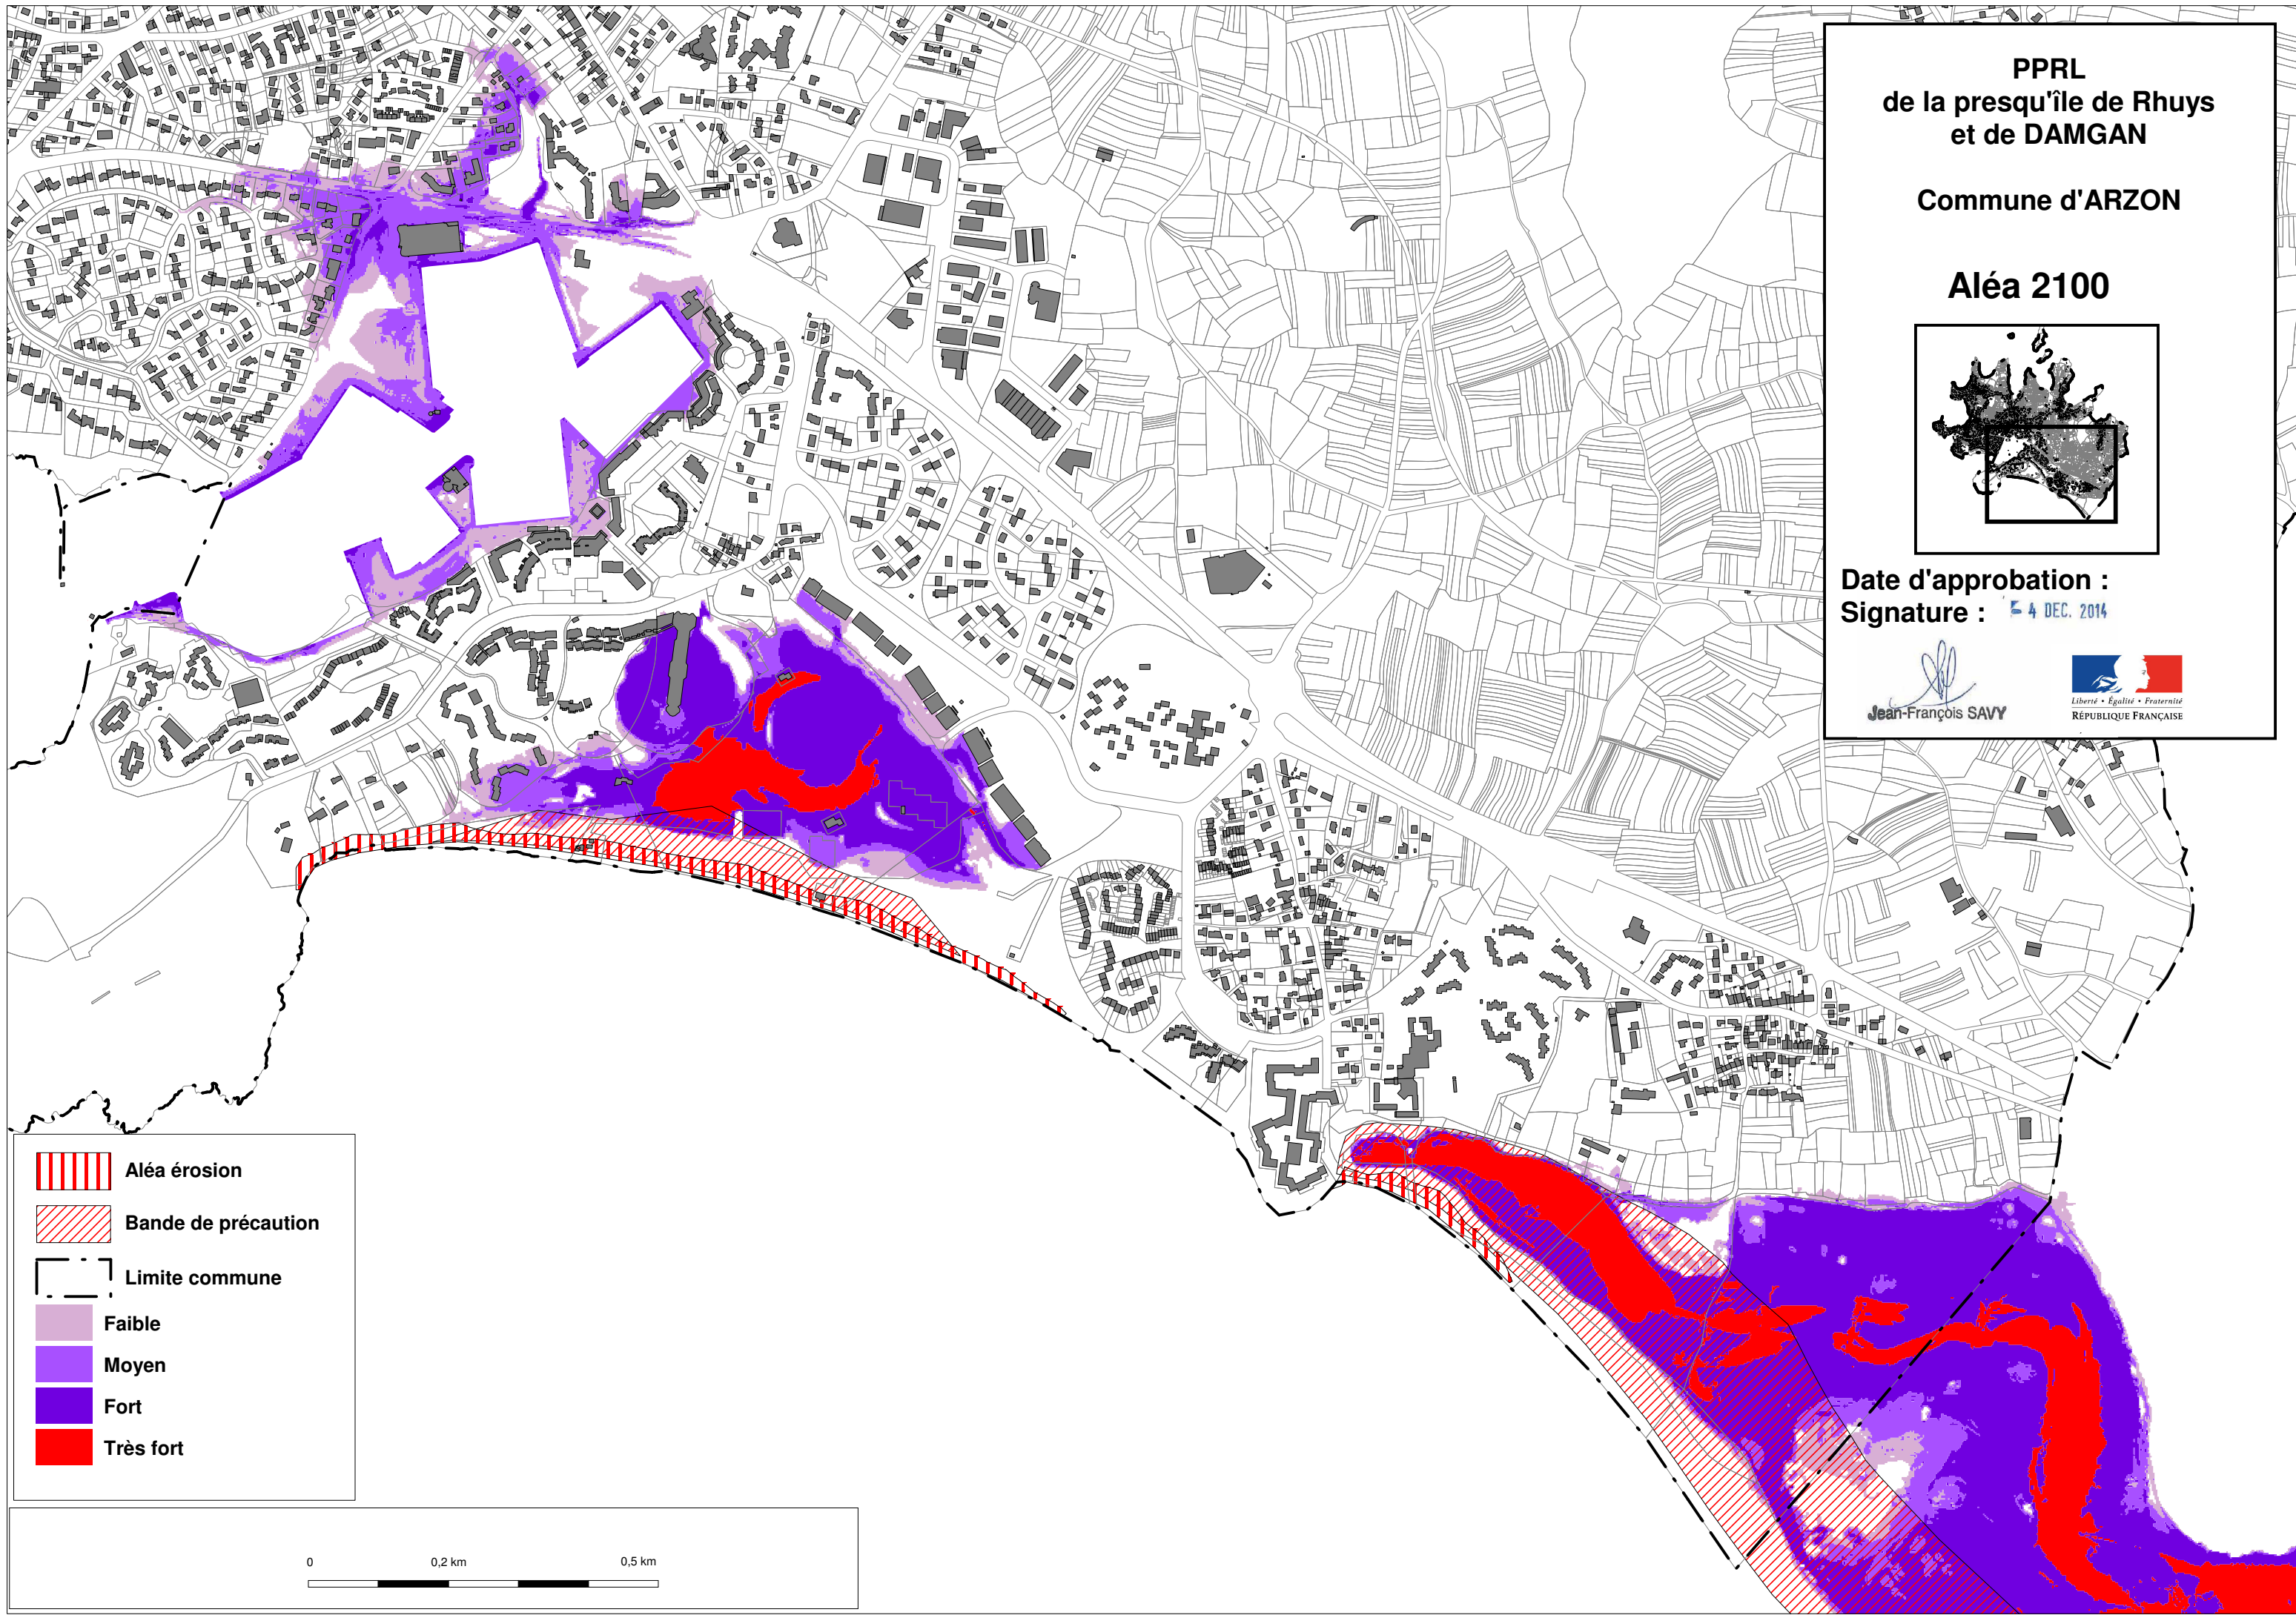 PPRL
de la presqu'île de Rhuys
et de DAMGAN
Commune d'ARZON
Aléa 2100
Date d'approbation :
Signature :
4 DEC. 2014
Jean-François SAVY
Liberté • Égalité • Fraternité
RÉPUBLIQUE FRANÇAISE
Aléa érosion
Bande de précaution
Limite commune
Faible
Moyen
Fort
Très fort
0 0,2 km 0,5 km